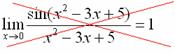 lim x→0 sin(x² − 3x + 5) / (x² − 3x + 5) = 1